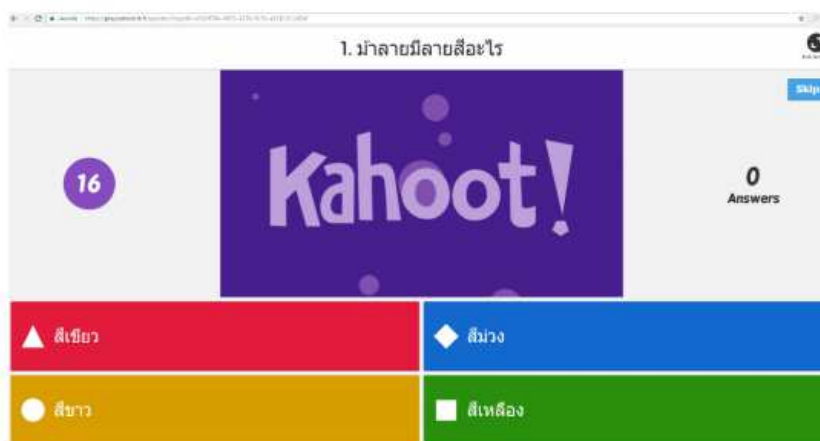 1. ม้าลายมีลายสีอะไร
Skip
Kahoot!
16
0
Answers
สีเขียว
สีม่วง
สีขาว
สีเหลือง